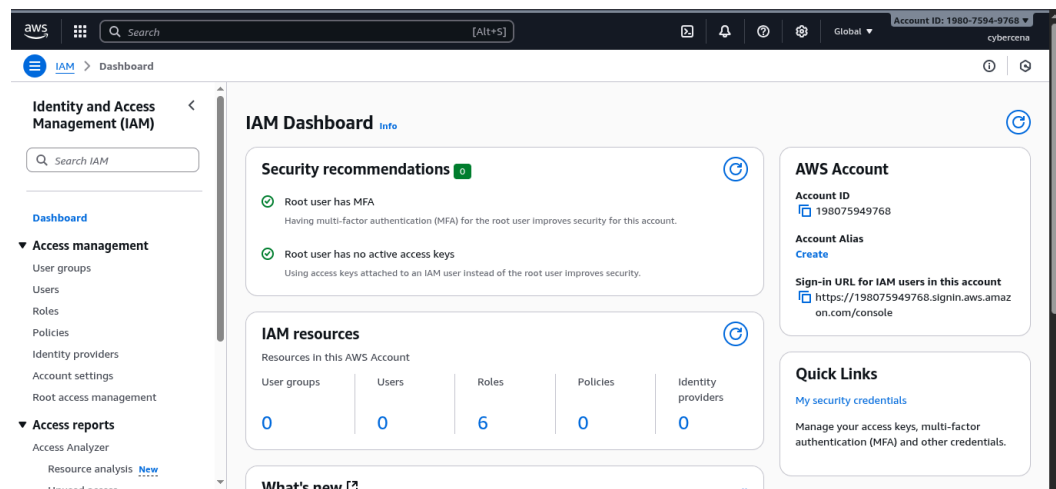 aws
Search
[Alt+S]
Global
Account ID: 1980-7594-9768
cybercena
IAM > Dashboard
Identity and Access
Management (IAM)
Search IAM
Dashboard
Access management
User groups
Users
Roles
Policies
Identity providers
Account settings
Root access management
Access reports
Access Analyzer
Resource analysis New
IAM Dashboard Info
Security recommendations 0
Root user has MFA
Having multi-factor authentication (MFA) for the root user improves security for this account.
Root user has no active access keys
Using access keys attached to an IAM user instead of the root user improves security.
IAM resources
Resources in this AWS Account
User groups
0
Users
0
Roles
6
Policies
0
Identity
providers
0
What's new
AWS Account
Account ID
198075949768
Account Alias
Create
Sign-in URL for IAM users in this account
https://198075949768.signin.aws.amaz
on.com/console
Quick Links
My security credentials
Manage your access keys, multi-factor
authentication (MFA) and other credentials.